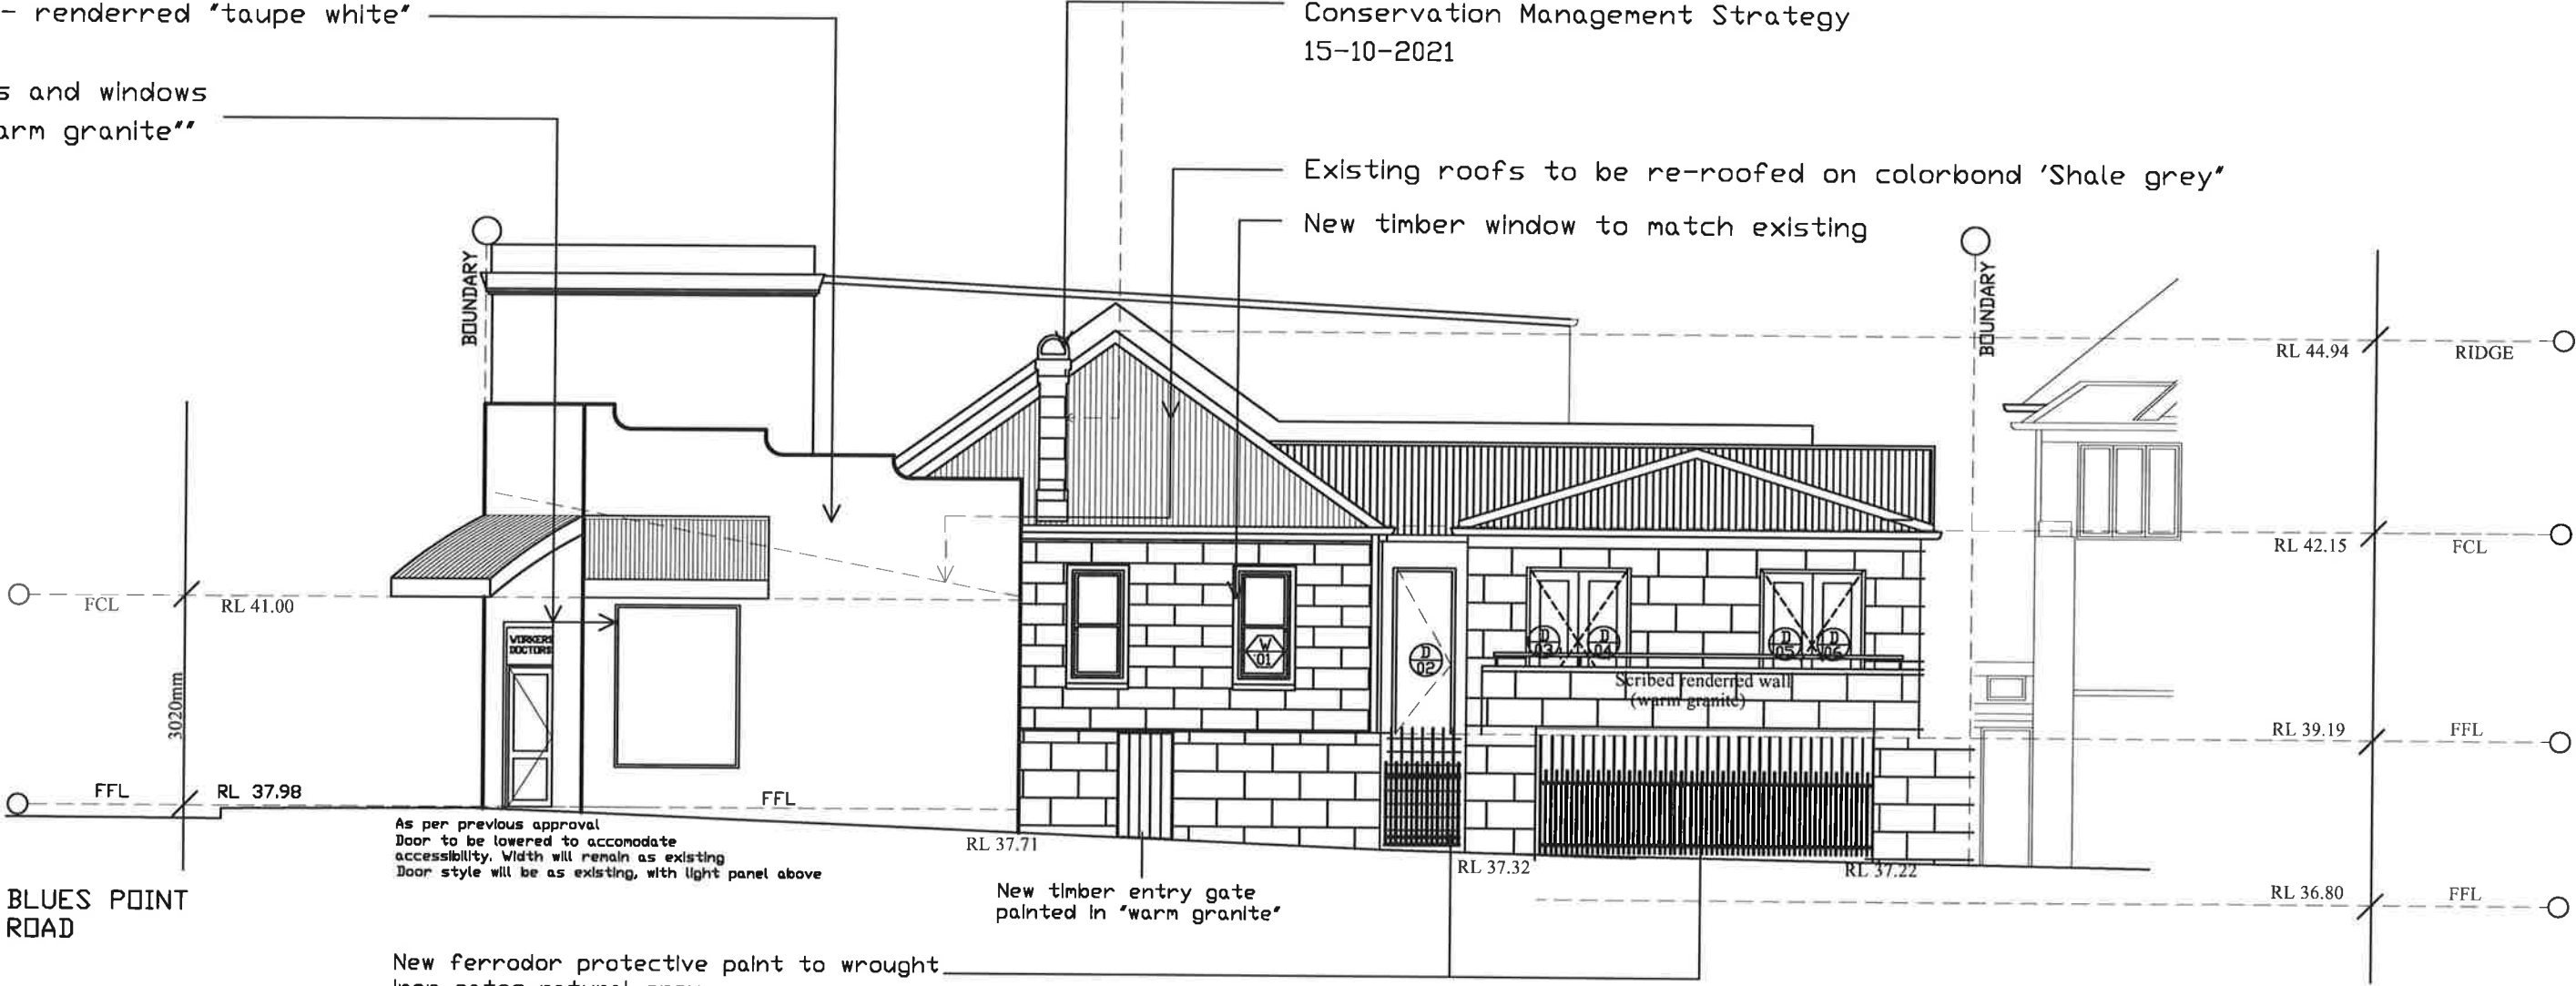 - renderred "taupe white"
s and windows
arm granite""
Conservation Management Strategy
15-10-2021
Existing roofs to be re-roofed on colorbond 'Shale grey"
New timber window to match existing
BOUNDARY
BOUNDARY
RL 44.94
RIDGE
RL 42.15
FCL
FCL
RL 41.00
WORKERS
DOCTORS
W
01
D
02
D
03
D
04
D
05
D
06
Scribed renderred wall
(warm granite)
3020mm
RL 39.19
FFL
FFL
RL 37.98
FFL
As per previous approval
Door to be lowered to accomodate
accessibility. Width will remain as existing
Door style will be as existing, with light panel above
RL 37.71
RL 37.32
RL 37.22
RL 36.80
FFL
BLUES POINT
ROAD
New timber entry gate
painted in "warm granite"
New ferrodor protective paint to wrought